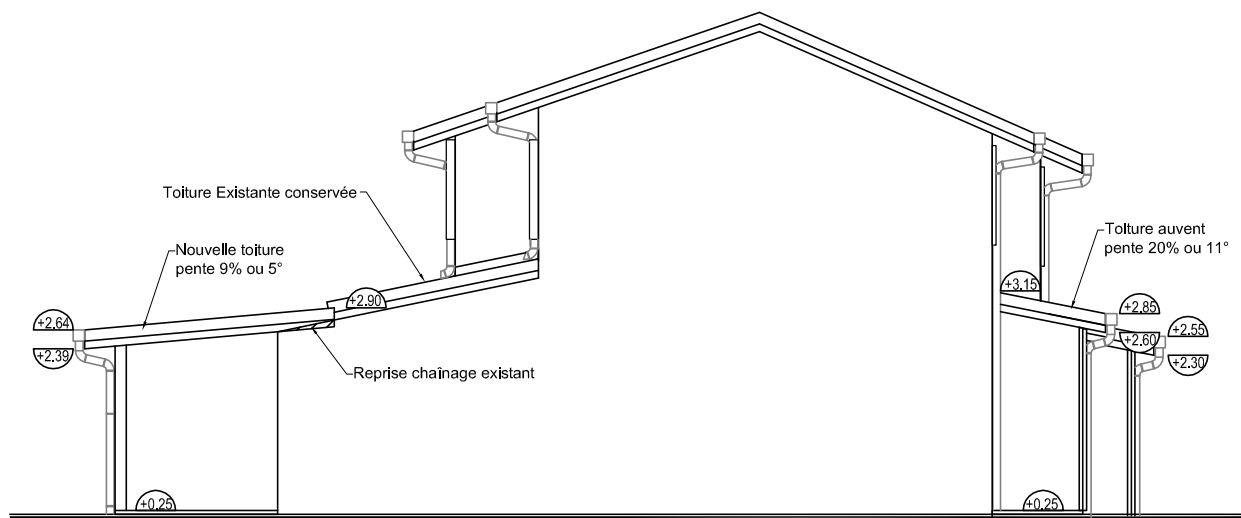 Toiture Existante conservée
Nouvelle toiture
pente 9% ou 5°
Toiture auvent
pente 20% ou 11°
+3.15
+2.90
+2.85
+2.64
+2.55
+2.60
+2.39
+2.30
Reprise chaînage existant
+0.25
+0.25